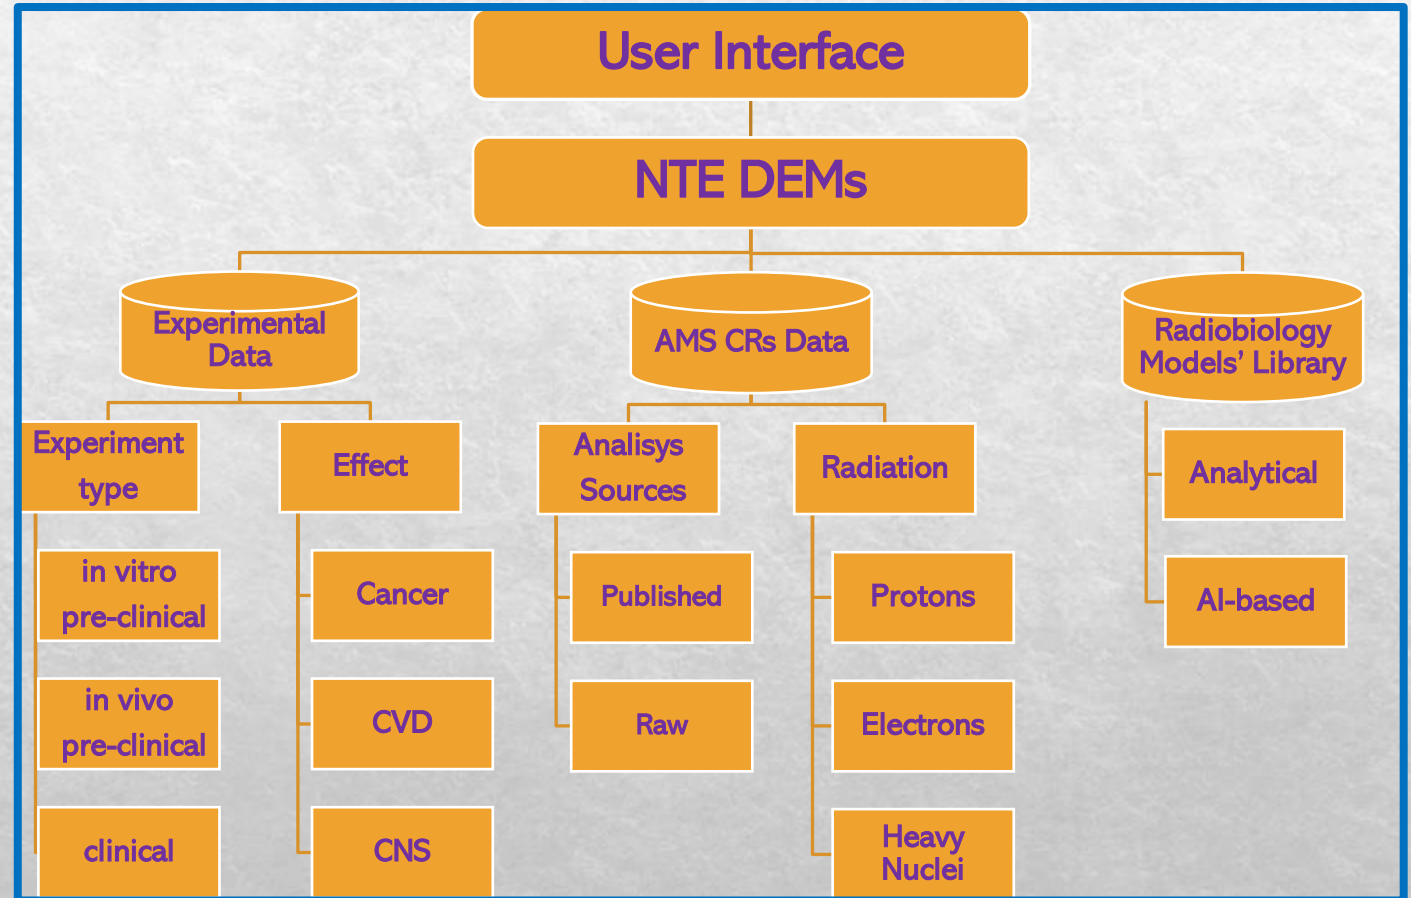 User Interface
NTE DEMs
Experimental
Data
AMS CRs Data
Radiobiology
Models’ Library
Experiment
type
Effect
Analisys
Sources
Radiation
Analytical
in vitro
pre-clinical
Cancer
Published
Protons
AI-based
in vivo
pre-clinical
CVD
Raw
Electrons
clinical
CNS
Heavy
Nuclei